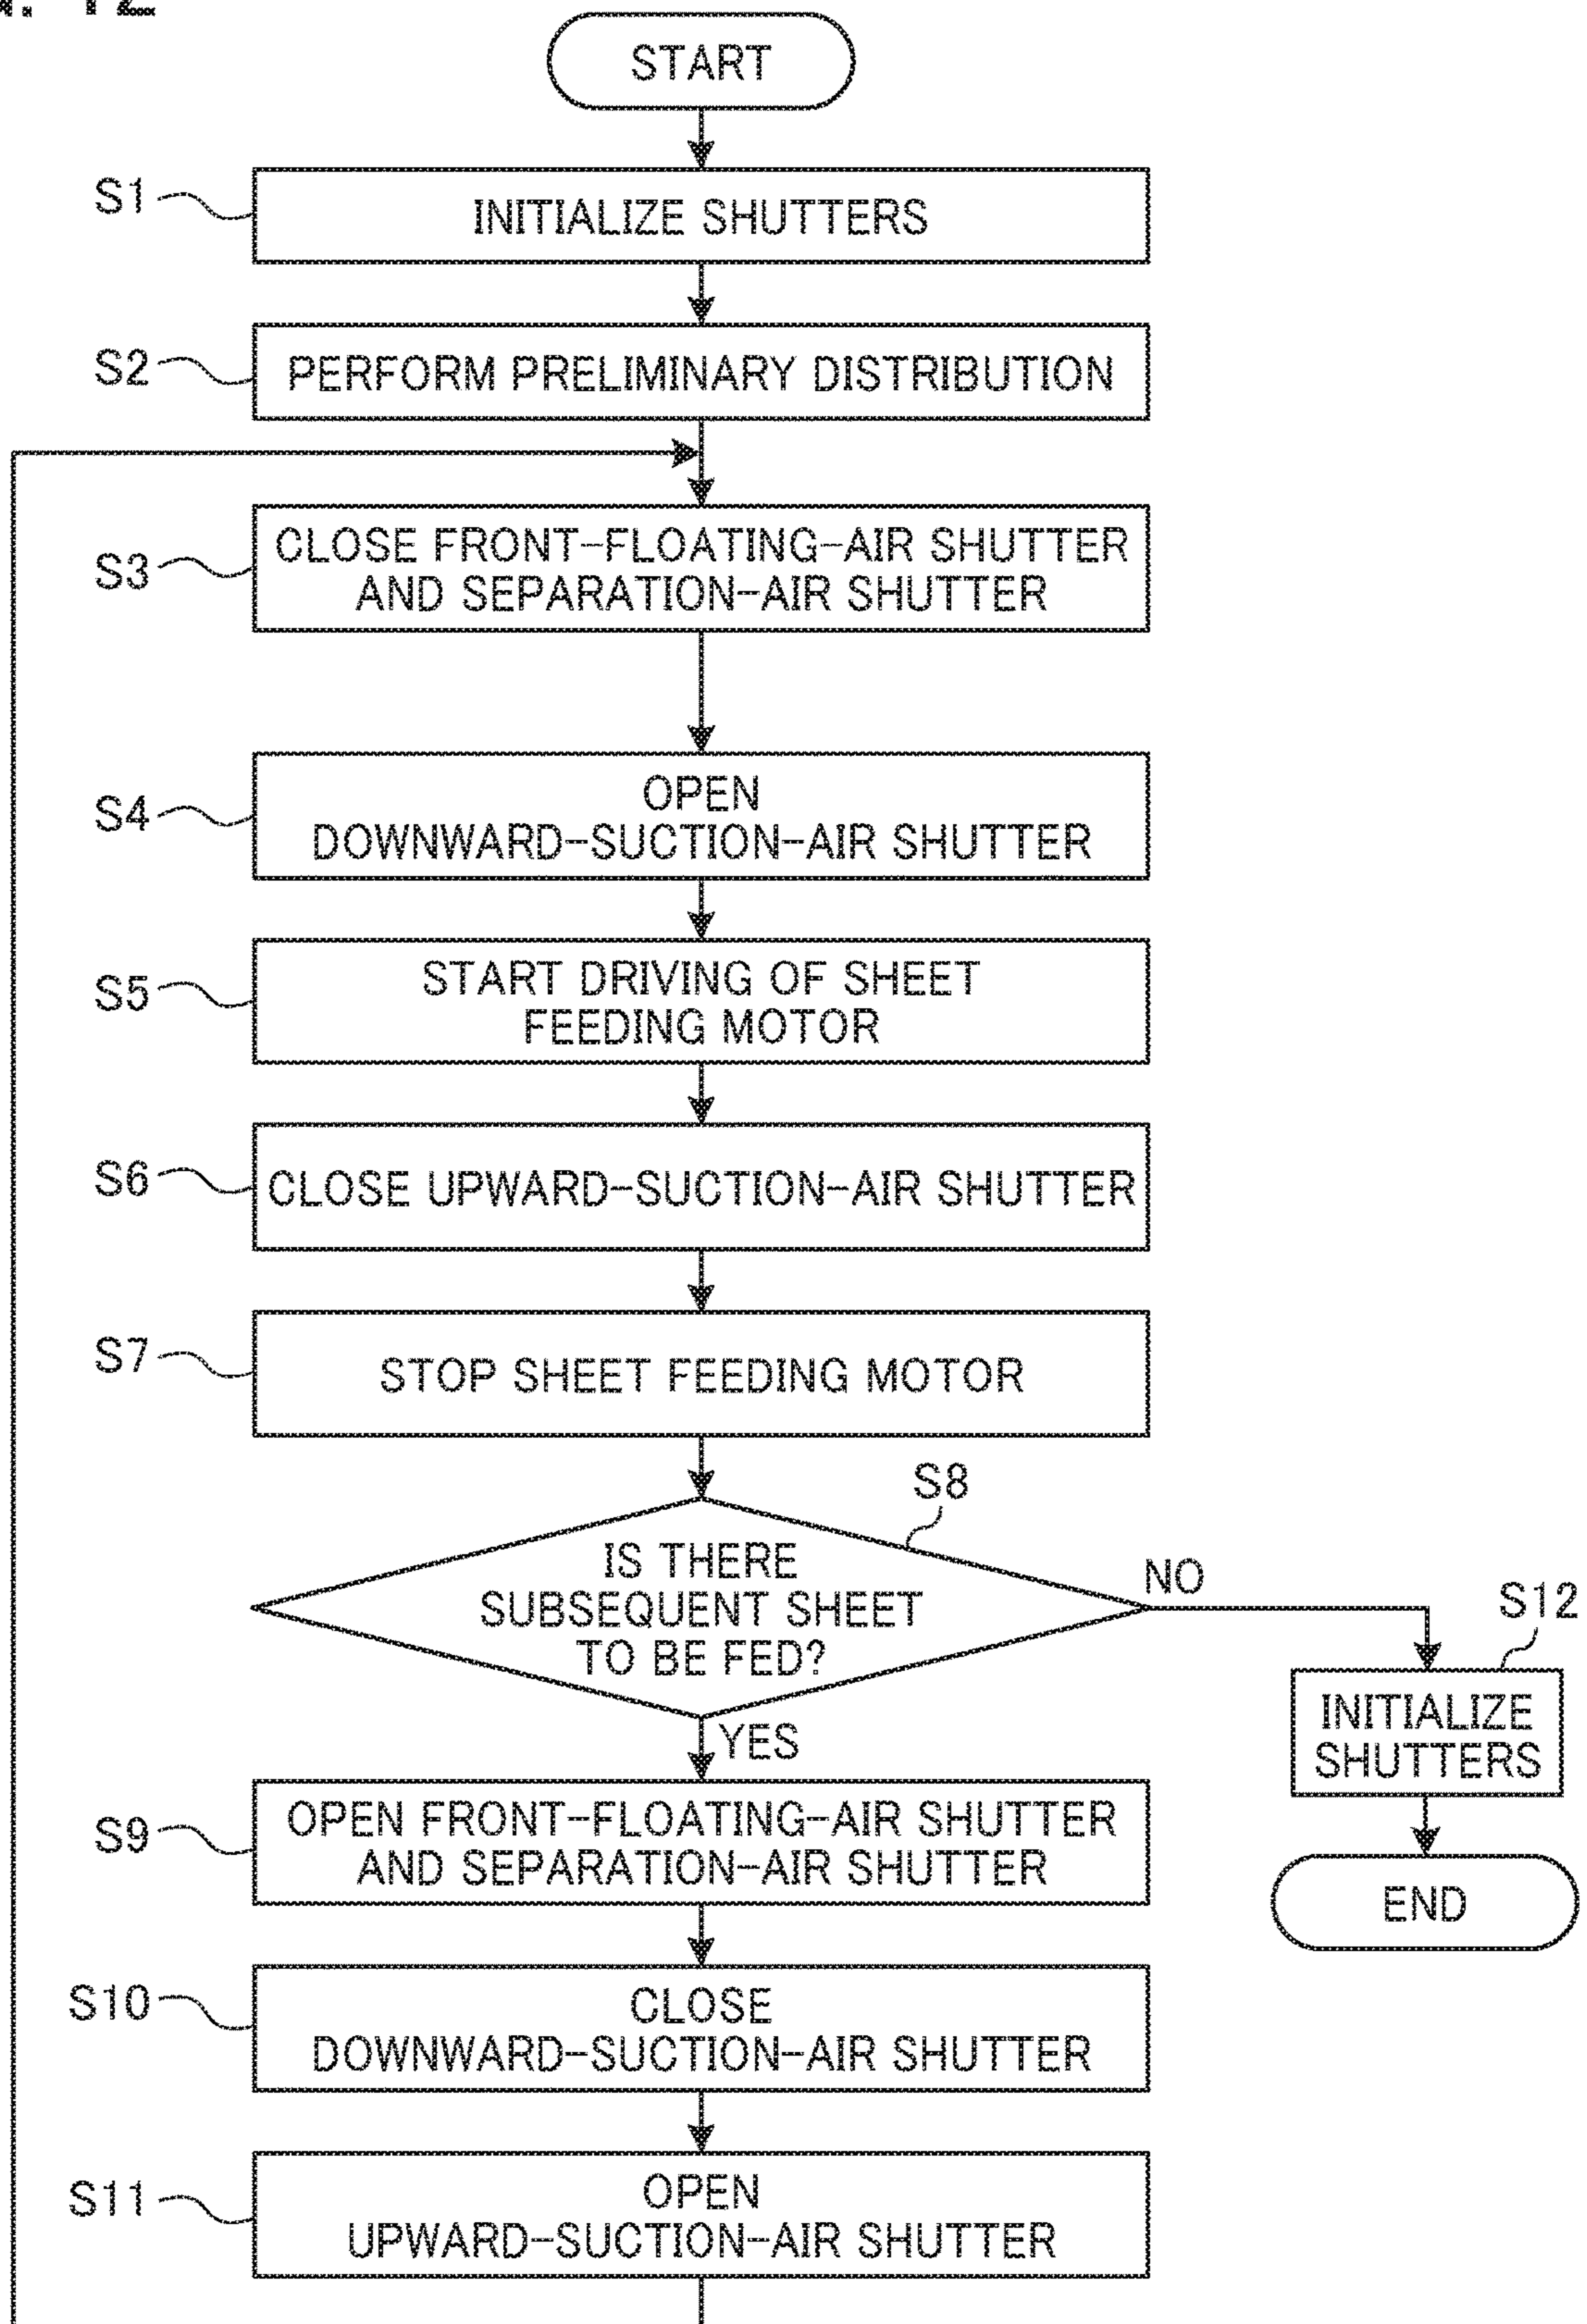 12
START
S1
INITIALIZE SHUTTERS
S2
PERFORM PRELIMINARY DISTRIBUTION
S3
CLOSE FRONT-FLOATING-AIR SHUTTER
AND SEPARATION-AIR SHUTTER
S4
OPEN
DOWNWARD-SUCTION-AIR SHUTTER
S5
START DRIVING OF SHEET
FEEDING MOTOR
S6
CLOSE UPWARD-SUCTION-AIR SHUTTER
S7
STOP SHEET FEEDING MOTOR
S8
IS THERE
SUBSEQUENT SHEET
TO BE FED?
NO
YES
S12
INITIALIZE
SHUTTERS
END
S9
OPEN FRONT-FLOATING-AIR SHUTTER
AND SEPARATION-AIR SHUTTER
S10
CLOSE
DOWNWARD-SUCTION-AIR SHUTTER
S11
OPEN
UPWARD-SUCTION-AIR SHUTTER